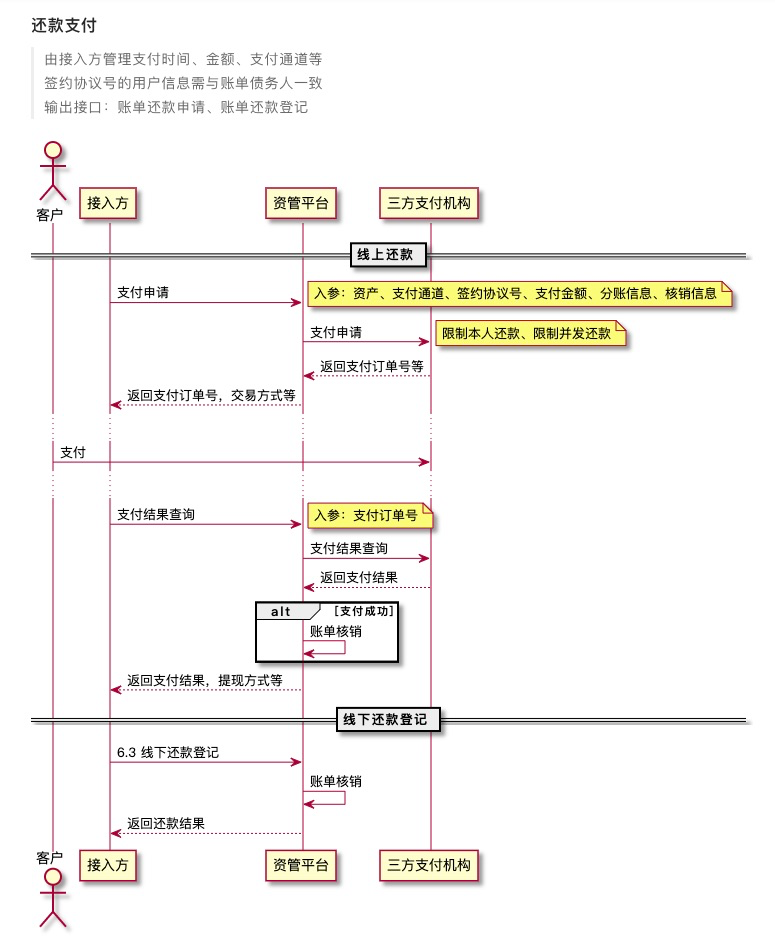 还款支付
由接入方管理支付时间、金额、支付通道等
签约协议号的用户信息需与账单债务人一致
输出接口：账单还款申请、账单还款登记
客户
接入方
资管平台
三方支付机构
线上还款
支付申请
入参：资产、支付通道、签约协议号、支付金额、分账信息、核销信息
支付申请
限制本人还款、限制并发还款
返回支付订单号等
返回支付订单号，交易方式等
支付
支付结果查询
入参：支付订单号
支付结果查询
返回支付结果
alt
[支付成功]
账单核销
返回支付结果，提现方式等
线下还款登记
6.3 线下还款登记
账单核销
返回还款结果
客户
接入方
资管平台
三方支付机构